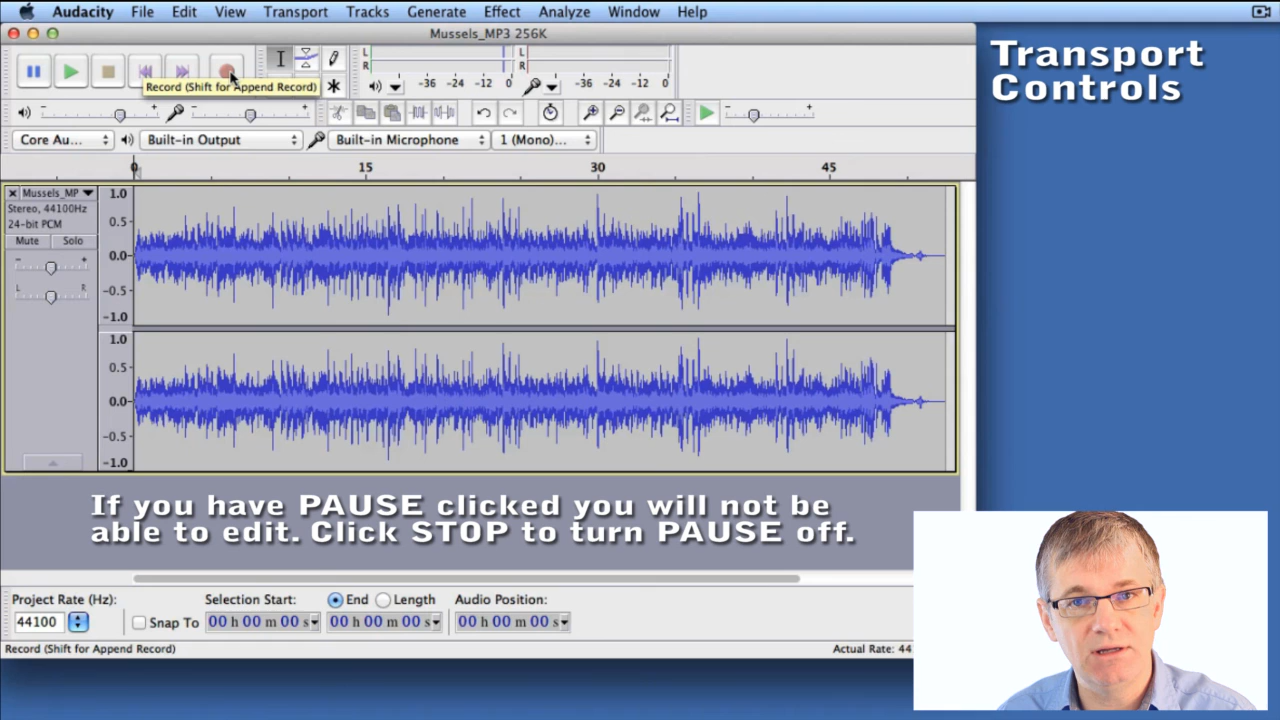 Audacity File Edit View Transport Tracks Generate Effect Analyze Window Help
Mussels_MP3 256K
Transport
Controls
L
R
-36 -24 -12 0
L
R
-36 -24 -12 0
Record (Shift for Append Record)
- +
- +
- +
Core Au... Built-in Output Built-in Microphone 1 (Mono)...
0 15 30 45
Mussels_MP
Stereo, 44100Hz
24-bit PCM
Mute Solo
- +
L R
1.0
0.5
0.0
-0.5
-1.0
1.0
0.5
0.0
-0.5
-1.0
If you have PAUSE clicked you will not be
able to edit. Click STOP to turn PAUSE off.
Project Rate (Hz): Selection Start: End Length Audio Position:
44100 Snap To 00 h 00 m 00 s 00 h 00 m 00 s 00 h 00 m 00 s
Record (Shift for Append Record) Actual Rate: 44